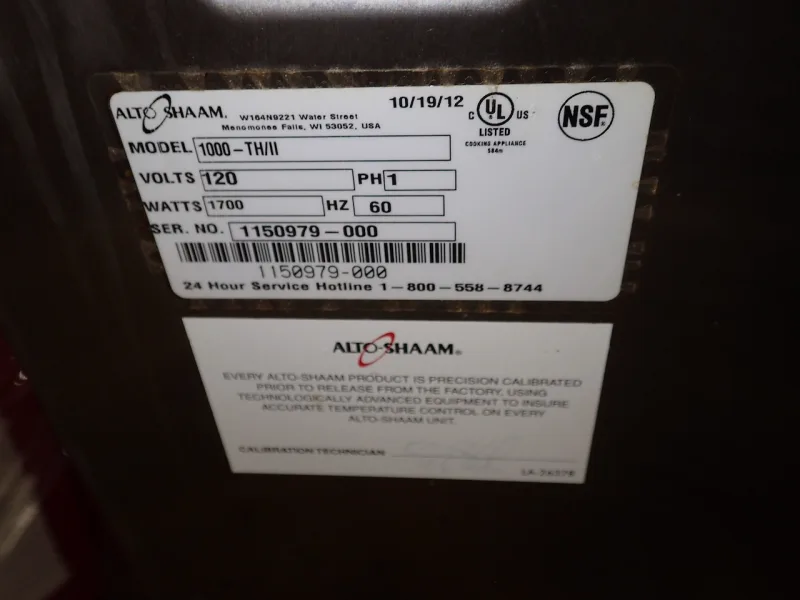 ALTO-SHAAM.
W164N9221 Water Street
Menomonee Falls, WI 53052, USA
10/19/12
C UL US
LISTED
COOKING APPLIANCE
584m
NSF®
MODEL 1000-TH/II
VOLTS 120 PH 1
WATTS 1700 HZ 60
SER. NO. 1150979-000
1150979-000
24 Hour Service Hotline 1-800-558-8744
ALTO-SHAAM®
EVERY ALTO-SHAAM PRODUCT IS PRECISION CALIBRATED
PRIOR TO RELEASE FROM THE FACTORY, USING
TECHNOLOGICALLY ADVANCED EQUIPMENT TO INSURE
ACCURATE TEMPERATURE CONTROL ON EVERY
ALTO-SHAAM UNIT.
CALIBRATION TECHNICIAN